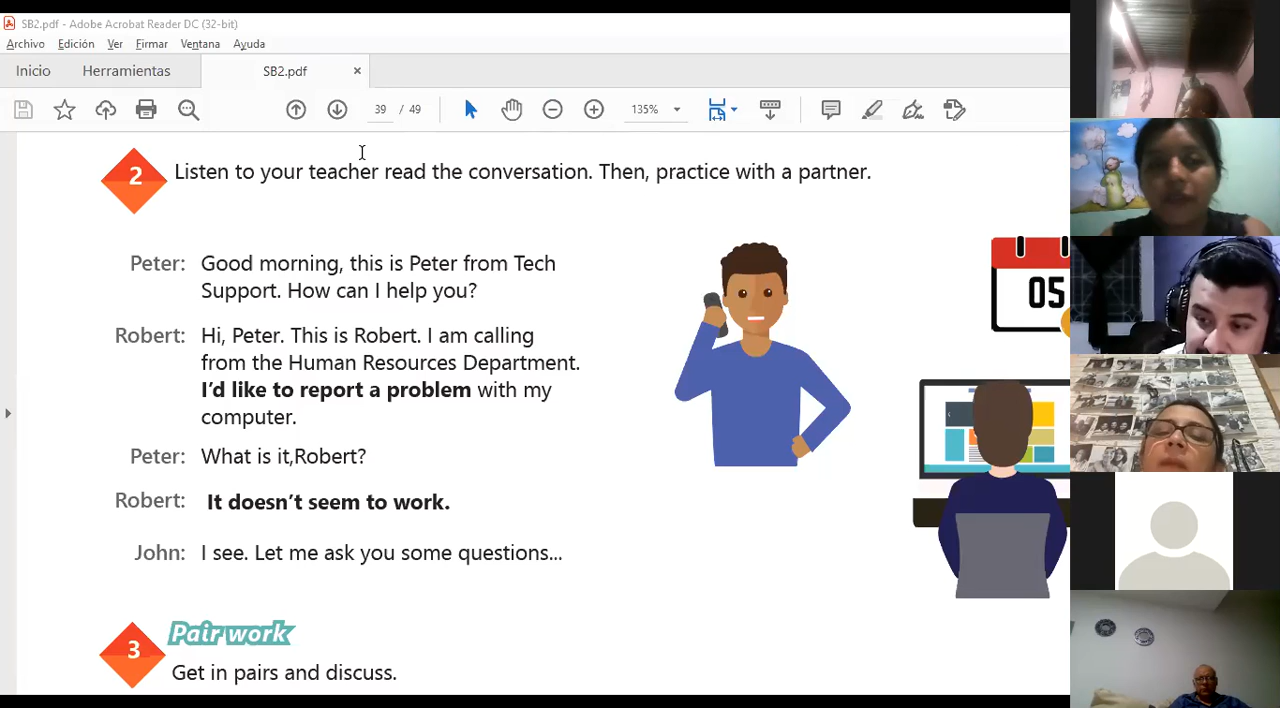 SB2.pdf - Adobe Acrobat Reader DC (32-bit)
Archivo Edición Ver Firmar Ventana Ayuda
Inicio Herramientas SB2.pdf ×
39 / 49 135%
2 Listen to your teacher read the conversation. Then, practice with a partner.
Peter: Good morning, this is Peter from Tech
Support. How can I help you?
Robert: Hi, Peter. This is Robert. I am calling
from the Human Resources Department.
I'd like to report a problem with my
computer.
Peter: What is it,Robert?
Robert: It doesn't seem to work.
John: I see. Let me ask you some questions...
05
3 Pair work
Get in pairs and discuss.